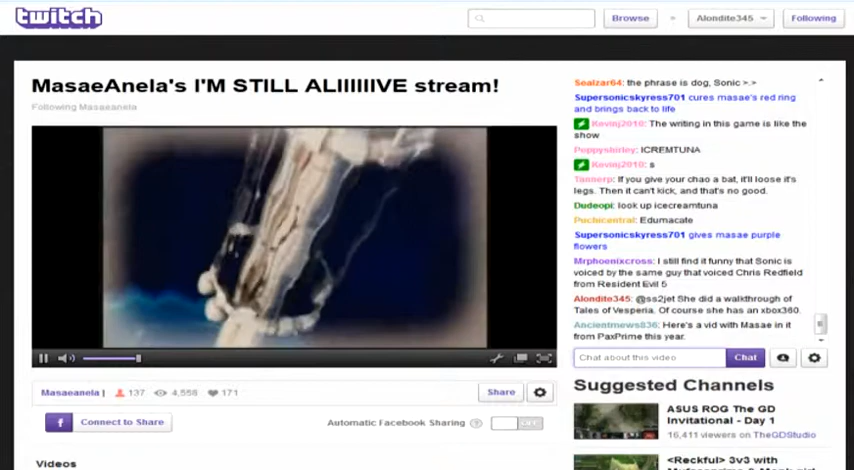 twitch
Browse
Alondite345
Following
MasaeAnela's I'M STILL ALIIIIIIVE stream!
Following Masaeanela
Sealzar64: the phrase is dog, Sonic >.>
Supersonicskyress701 cures masae's red ring
and brings back to life
Kevinj2010: The writing in this game is like the
show
Peppyshirley: ICREMTUNA
Kevinj2010: s
Tannerp: If you give your chao a bat, it'll loose it's
legs. Then it can't kick, and that's no good.
Dudeopi: look up icecreamtuna
Puchicentral: Edumacate
Supersonicskyress701 gives masae purple
flowers
Mrphoenixcross: I still find it funny that Sonic is
voiced by the same guy that voiced Chris Redfield
from Resident Evil 5
Alondite345: @ss2jet She did a walkthrough of
Tales of Vesperia. Of course she has an xbox360.
Ancientmews836: Here's a vid with Masae in it
from PaxPrime this year.
Chat about this video
Chat
Masaeanela | 137 4,558 171
Share
f Connect to Share
Automatic Facebook Sharing ? OFF
Videos
Suggested Channels
ASUS ROG The GD
Invitational - Day 1
16,411 viewers on TheGDStudio
<Reckful> 3v3 with